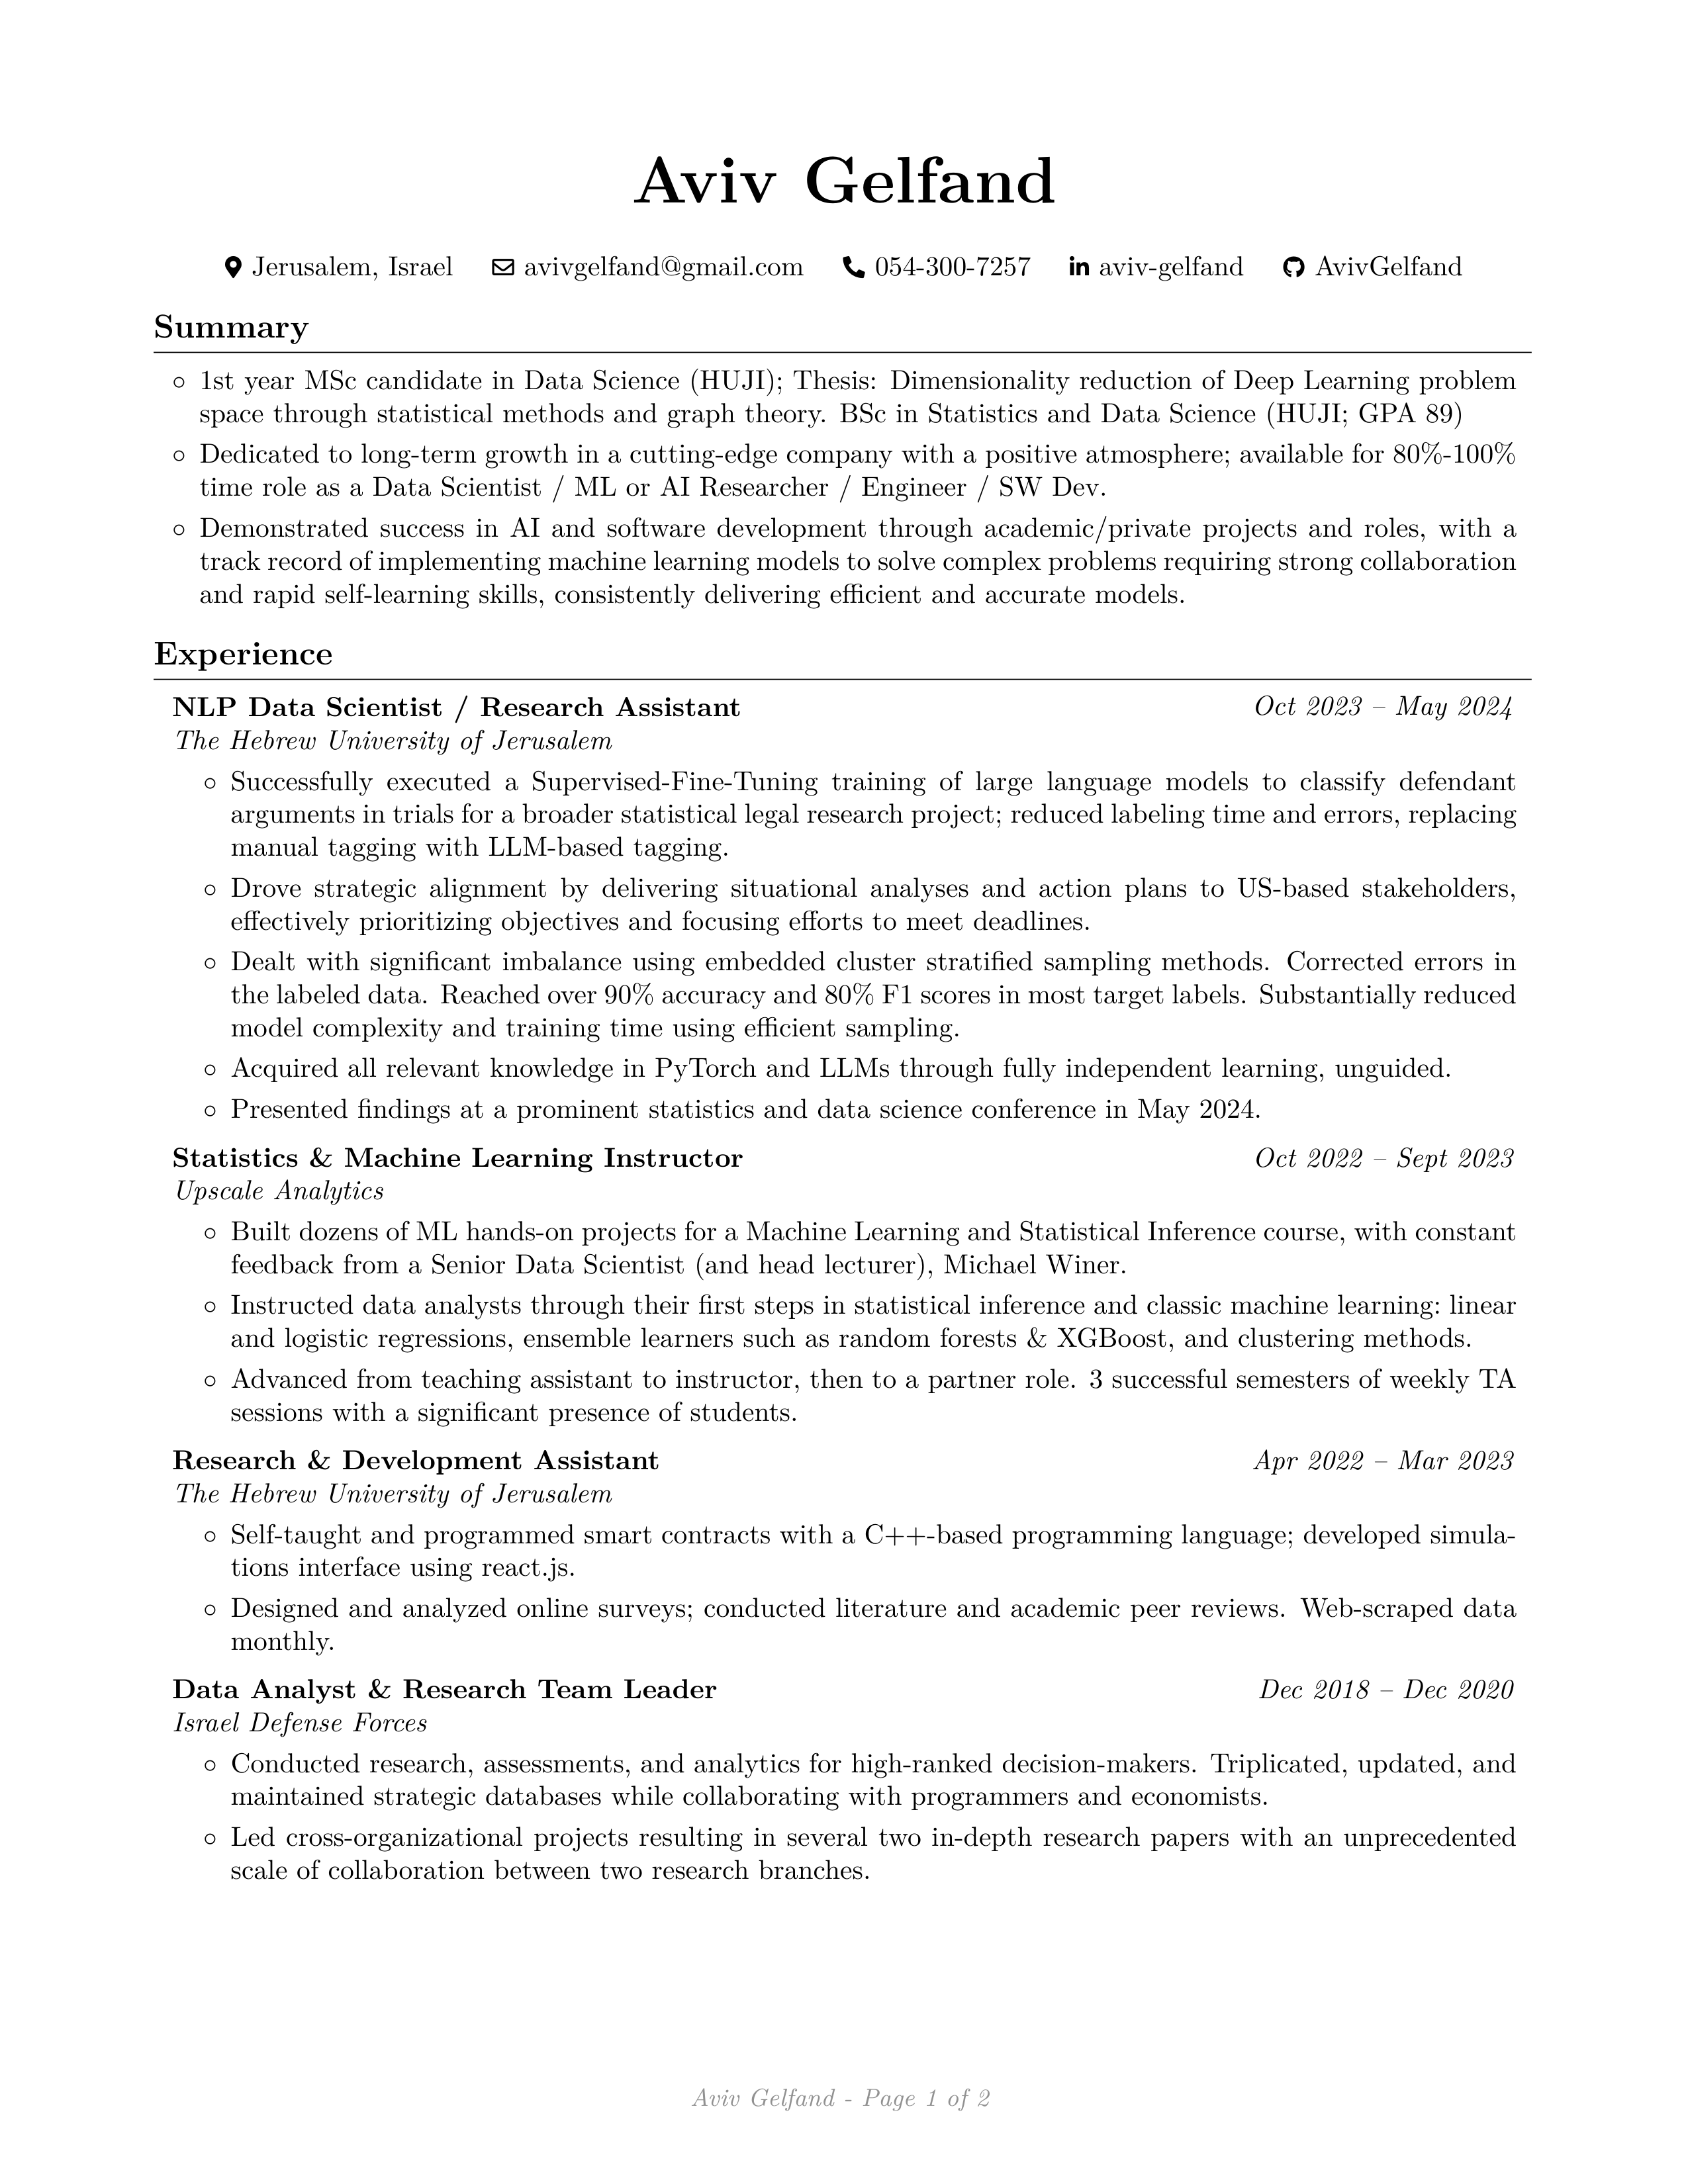 Aviv Gelfand
Jerusalem, Israel avivgelfand@gmail.com 054-300-7257 aviv-gelfand AvivGelfand
Summary
◦ 1st year MSc candidate in Data Science (HUJI); Thesis: Dimensionality reduction of Deep Learning problem
space through statistical methods and graph theory. BSc in Statistics and Data Science (HUJI; GPA 89)
◦ Dedicated to long-term growth in a cutting-edge company with a positive atmosphere; available for 80%-100%
time role as a Data Scientist / ML or AI Researcher / Engineer / SW Dev.
◦ Demonstrated success in AI and software development through academic/private projects and roles, with a
track record of implementing machine learning models to solve complex problems requiring strong collaboration
and rapid self-learning skills, consistently delivering efficient and accurate models.
Experience
NLP Data Scientist / Research Assistant Oct 2023 – May 2024
The Hebrew University of Jerusalem
◦ Successfully executed a Supervised-Fine-Tuning training of large language models to classify defendant
arguments in trials for a broader statistical legal research project; reduced labeling time and errors, replacing
manual tagging with LLM-based tagging.
◦ Drove strategic alignment by delivering situational analyses and action plans to US-based stakeholders,
effectively prioritizing objectives and focusing efforts to meet deadlines.
◦ Dealt with significant imbalance using embedded cluster stratified sampling methods. Corrected errors in
the labeled data. Reached over 90% accuracy and 80% F1 scores in most target labels. Substantially reduced
model complexity and training time using efficient sampling.
◦ Acquired all relevant knowledge in PyTorch and LLMs through fully independent learning, unguided.
◦ Presented findings at a prominent statistics and data science conference in May 2024.
Statistics & Machine Learning Instructor Oct 2022 – Sept 2023
Upscale Analytics
◦ Built dozens of ML hands-on projects for a Machine Learning and Statistical Inference course, with constant
feedback from a Senior Data Scientist (and head lecturer), Michael Winer.
◦ Instructed data analysts through their first steps in statistical inference and classic machine learning: linear
and logistic regressions, ensemble learners such as random forests & XGBoost, and clustering methods.
◦ Advanced from teaching assistant to instructor, then to a partner role. 3 successful semesters of weekly TA
sessions with a significant presence of students.
Research & Development Assistant Apr 2022 – Mar 2023
The Hebrew University of Jerusalem
◦ Self-taught and programmed smart contracts with a C++-based programming language; developed simula-
tions interface using react.js.
◦ Designed and analyzed online surveys; conducted literature and academic peer reviews. Web-scraped data
monthly.
Data Analyst & Research Team Leader Dec 2018 – Dec 2020
Israel Defense Forces
◦ Conducted research, assessments, and analytics for high-ranked decision-makers. Triplicated, updated, and
maintained strategic databases while collaborating with programmers and economists.
◦ Led cross-organizational projects resulting in several two in-depth research papers with an unprecedented
scale of collaboration between two research branches.
Aviv Gelfand - Page 1 of 2